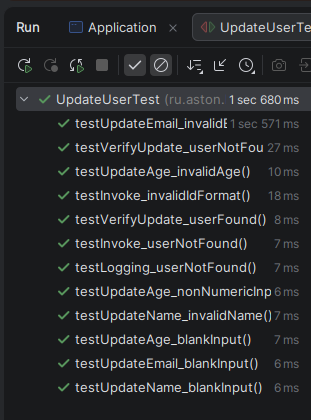 Run Application UpdateUserTest
UpdateUserTest (ru.aston. 1 sec 680 ms
testUpdateEmail_invalidE 1 sec 571 ms
testVerifyUpdate_userNotFou 27 ms
testUpdateAge_invalidAge() 10 ms
testInvoke_invalidIdFormat() 18 ms
testVerifyUpdate_userFound() 8 ms
testInvoke_userNotFound() 7 ms
testLogging_userNotFound() 7 ms
testUpdateAge_nonNumericInp 6 ms
testUpdateName_invalidName() 7 ms
testUpdateAge_blankInput() 7 ms
testUpdateEmail_blankInput() 6 ms
testUpdateName_blankInput() 6 ms